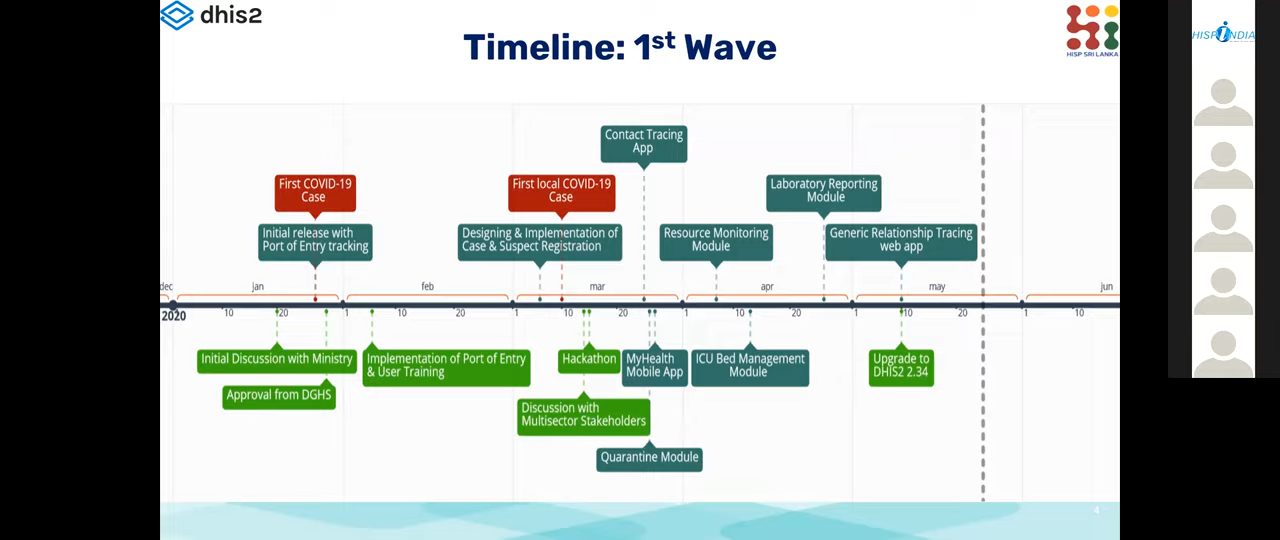 dhis2
Timeline: 1st Wave
HISP SRI LANKA
HISP INDIA
Contact Tracing
App
First COVID-19
Case
First local COVID-19
Case
Laboratory Reporting
Module
Initial release with
Port of Entry tracking
Designing & Implementation of
Case & Suspect Registration
Resource Monitoring
Module
Generic Relationship Tracing
web app
dec
jan
feb
mar
apr
may
jun
2020
10
20
1
10
20
1
10
20
1
10
20
1
10
20
1
10
Initial Discussion with Ministry
Implementation of Port of Entry
& User Training
Hackathon
MyHealth
Mobile App
ICU Bed Management
Module
Upgrade to
DHIS2 2.34
Approval from DGHS
Discussion with
Multisector Stakeholders
Quarantine Module
4